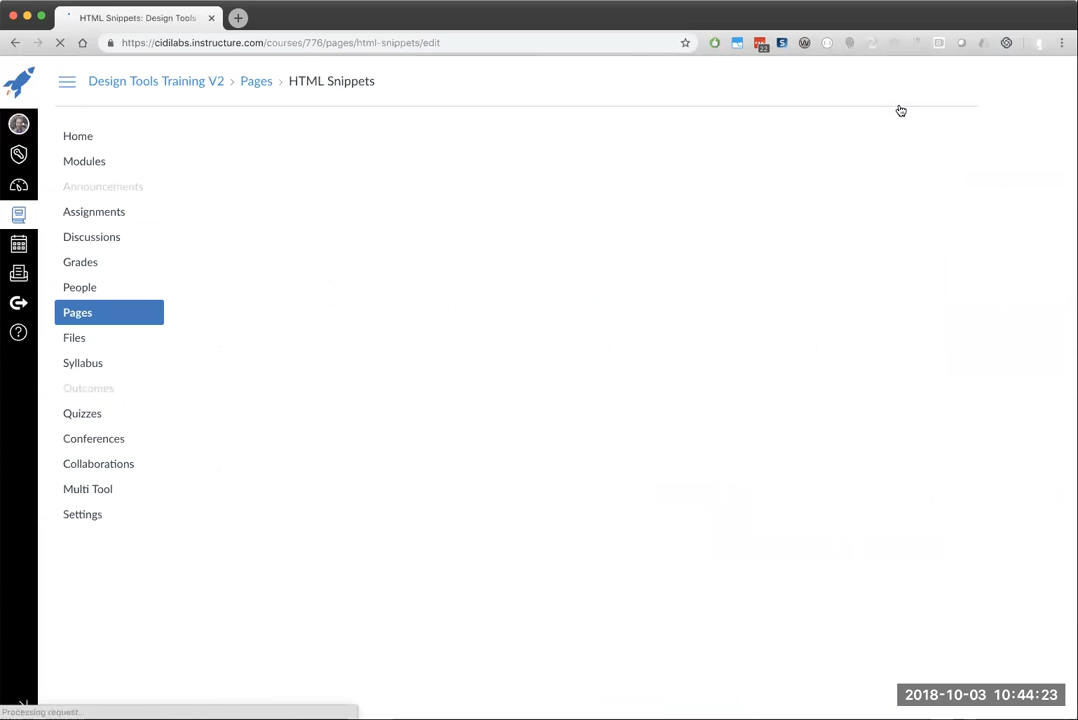 HTML Snippets: Design Tools
https://cidilabs.instructure.com/courses/776/pages/html-snippets/edit
22
Design Tools Training V2 > Pages > HTML Snippets
Home
Modules
Announcements
Assignments
Discussions
Grades
People
Pages
Files
Syllabus
Outcomes
Quizzes
Conferences
Collaborations
Multi Tool
Settings
2018-10-03 10:44:23
Processing request...